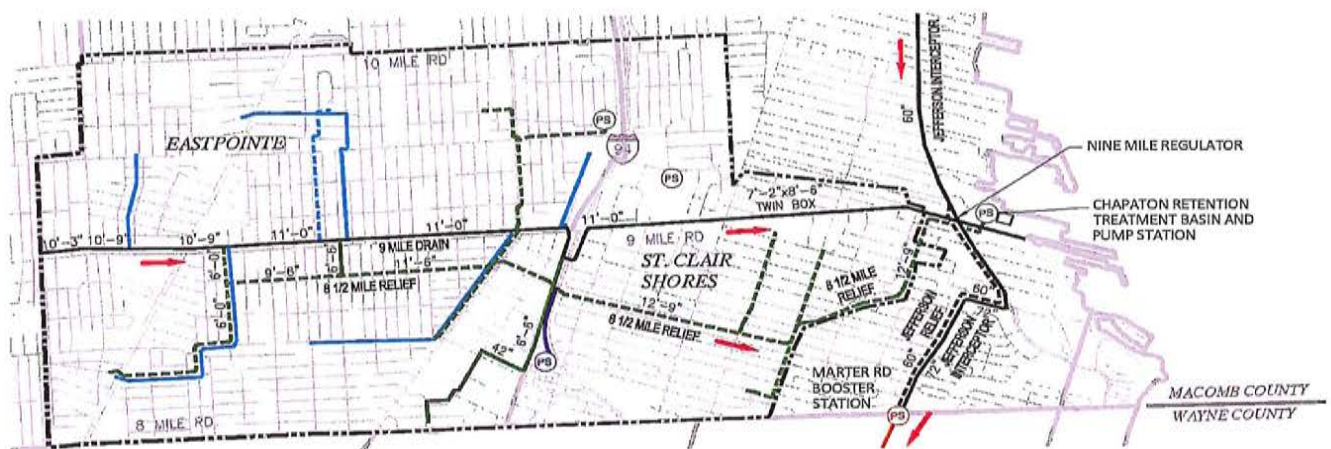 10 MILE RD
EASTPOINTE
PS
94
PS
60"
JEFFERSON INTERCEPTOR
NINE MILE REGULATOR
PS
CHAPATON RETENTION
TREATMENT BASIN AND
PUMP STATION
7'-2"x8'-6"
TWIN BOX
10'-3"
10'-9"
10'-9"
11'-0"
11'-0"
11'-0"
9 MILE DRAIN
9 MILE RD
ST. CLAIR
SHORES
6'-0"
6'-0"
9'-6"
6'-6"
11'-6"
8 1/2 MILE RELIEF
12'-9"
8 1/2 MILE RELIEF
12'-9"
8 1/2 MILE
RELIEF
60"
JEFFERSON
RELIEF
60"
72"
JEFFERSON
INTERCEPTOR
42"
6'-6"
PS
MARTER RD
BOOSTER
STATION
PS
8 MILE RD
MACOMB COUNTY
WAYNE COUNTY